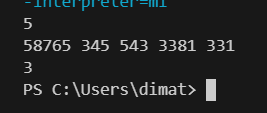 -interpreter=mi
5
58765 345 543 3381 331
3
PS C:\Users\dimat>